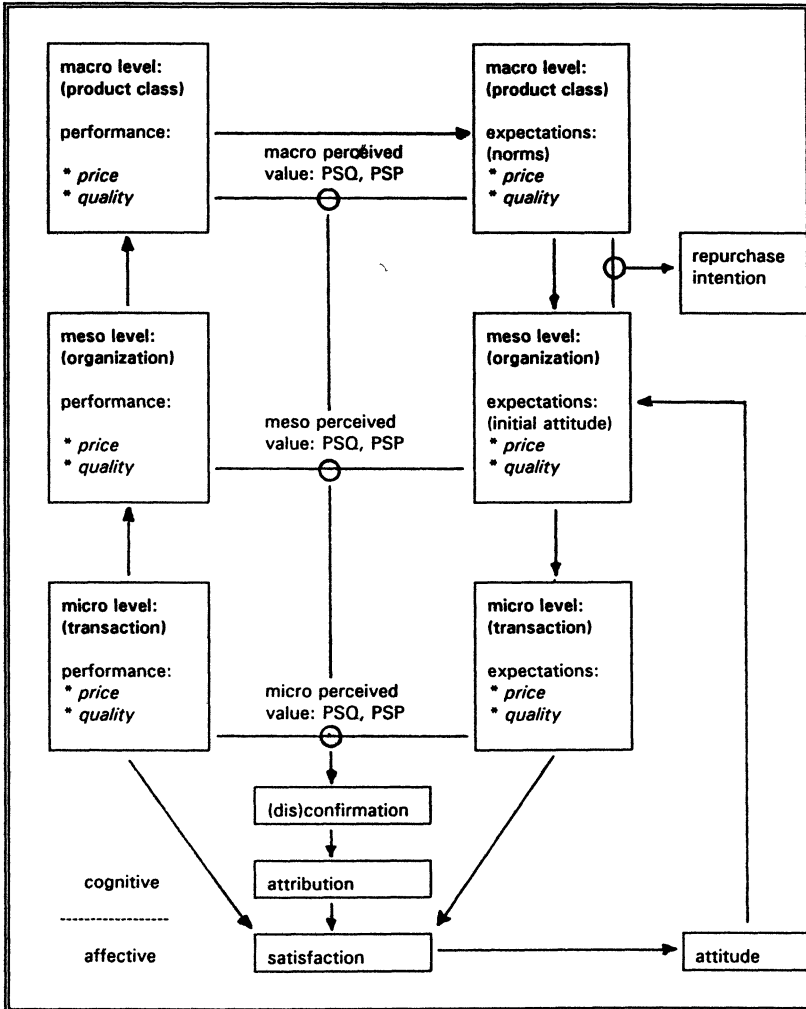 macro level:
(product class)
performance:
* price
* quality
macro level:
(product class)
expectations:
(norms)
* price
* quality
macro perceived
value: PSQ, PSP
repurchase
intention
meso level:
(organization)
performance:
* price
* quality
meso level:
(organization)
expectations:
(initial attitude)
* price
* quality
meso perceived
value: PSQ, PSP
micro level:
(transaction)
performance:
* price
* quality
micro level:
(transaction)
expectations:
* price
* quality
micro perceived
value: PSQ, PSP
(dis)confirmation
cognitive
attribution
affective
satisfaction
attitude